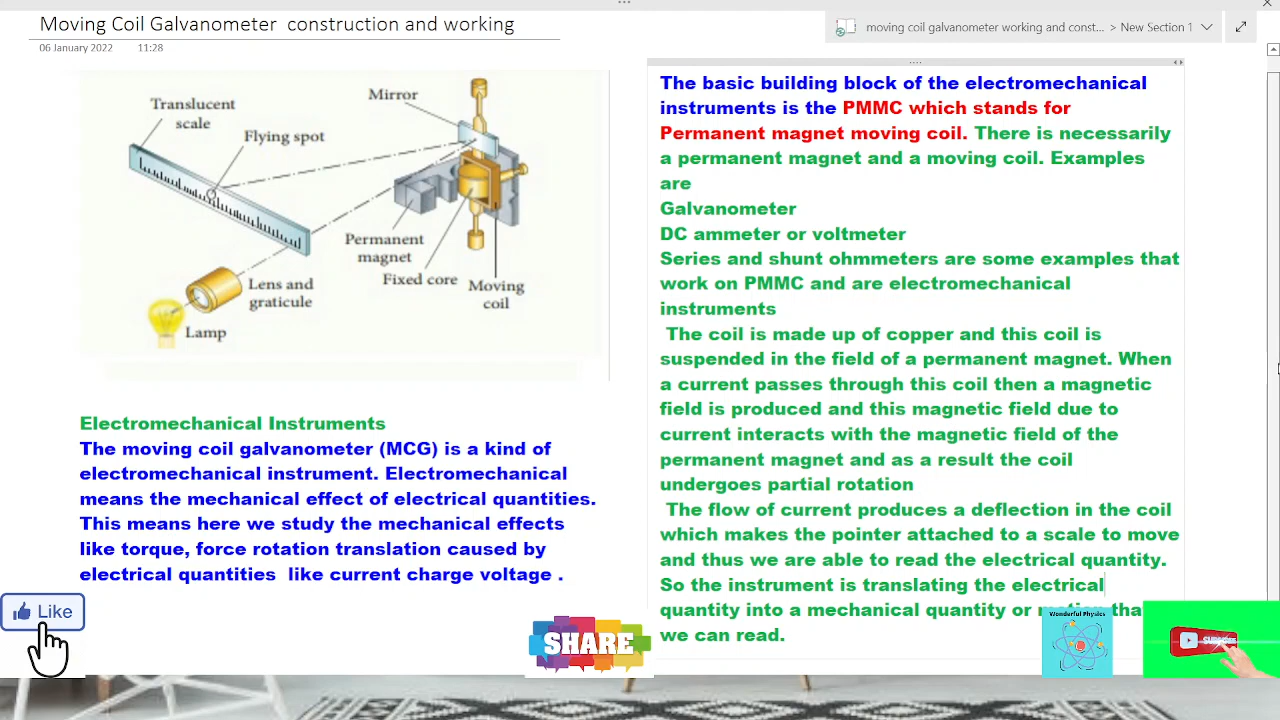 Moving Coil Galvanometer construction and working
06 January 2022 11:28
moving coil galvanometer working and const... > New Section 1
Translucent
scale
Flying spot
Mirror
Permanent
magnet
Fixed core
Moving
coil
Lens and
graticule
Lamp
Electromechanical Instruments
The moving coil galvanometer (MCG) is a kind of
electromechanical instrument. Electromechanical
means the mechanical effect of electrical quantities.
This means here we study the mechanical effects
like torque, force rotation translation caused by
electrical quantities like current charge voltage .
The basic building block of the electromechanical
instruments is the PMMC which stands for
Permanent magnet moving coil. There is necessarily
a permanent magnet and a moving coil. Examples
are
Galvanometer
DC ammeter or voltmeter
Series and shunt ohmmeters are some examples that
work on PMMC and are electromechanical
instruments
The coil is made up of copper and this coil is
suspended in the field of a permanent magnet. When
a current passes through this coil then a magnetic
field is produced and this magnetic field due to
current interacts with the magnetic field of the
permanent magnet and as a result the coil
undergoes partial rotation
The flow of current produces a deflection in the coil
which makes the pointer attached to a scale to move
and thus we are able to read the electrical quantity.
So the instrument is translating the electrical
quantity into a mechanical quantity or
we can read.
Like
SHARE
Wonderful Physics
SUBSCRIBE